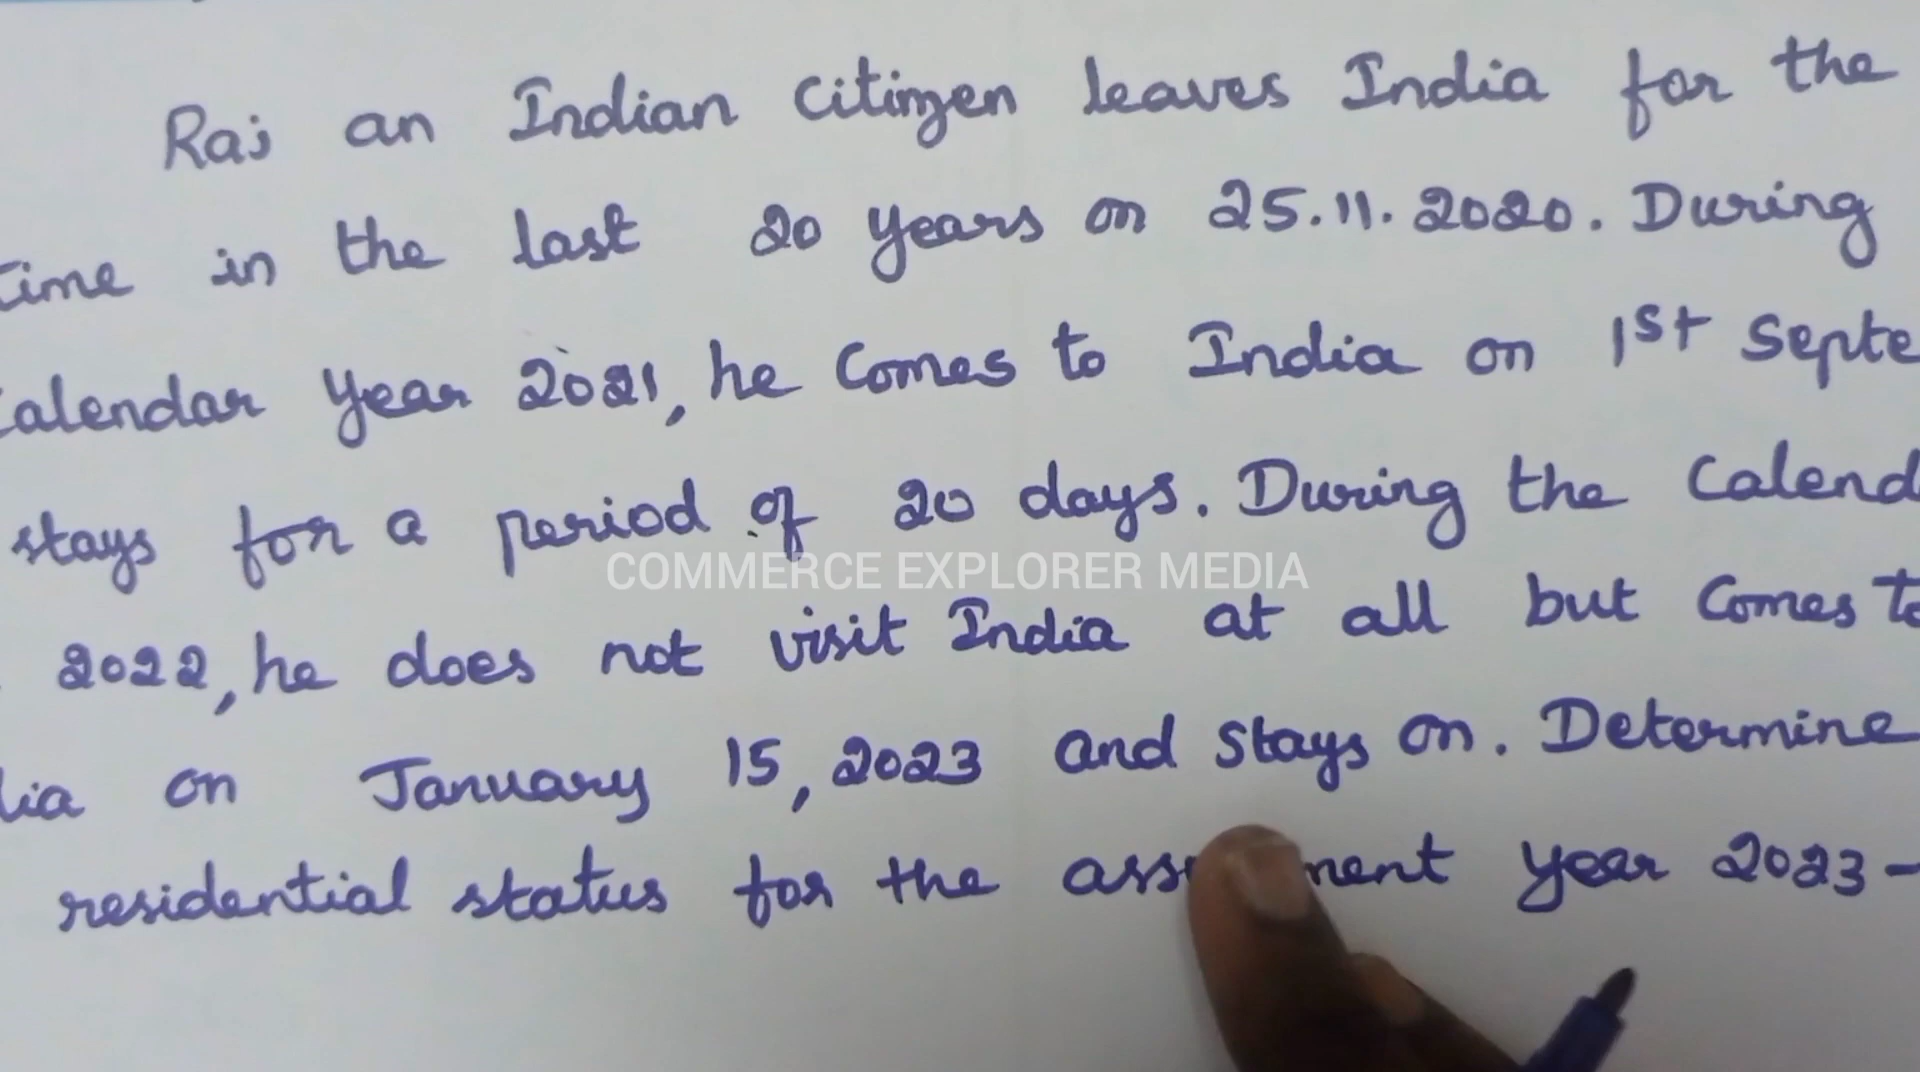 Raj an Indian Citizen leaves India for the
time in the last 20 years on 25.11.2020. During
Calendar Year 2021, he Comes to India on 1st Septe
stays for a period of 20 days. During the Calend
COMMERCE EXPLORER MEDIA
2022, he does not visit India at all but Comes to
dia on January 15, 2023 and stays on. Determine
residential status for the assessment year 2023-